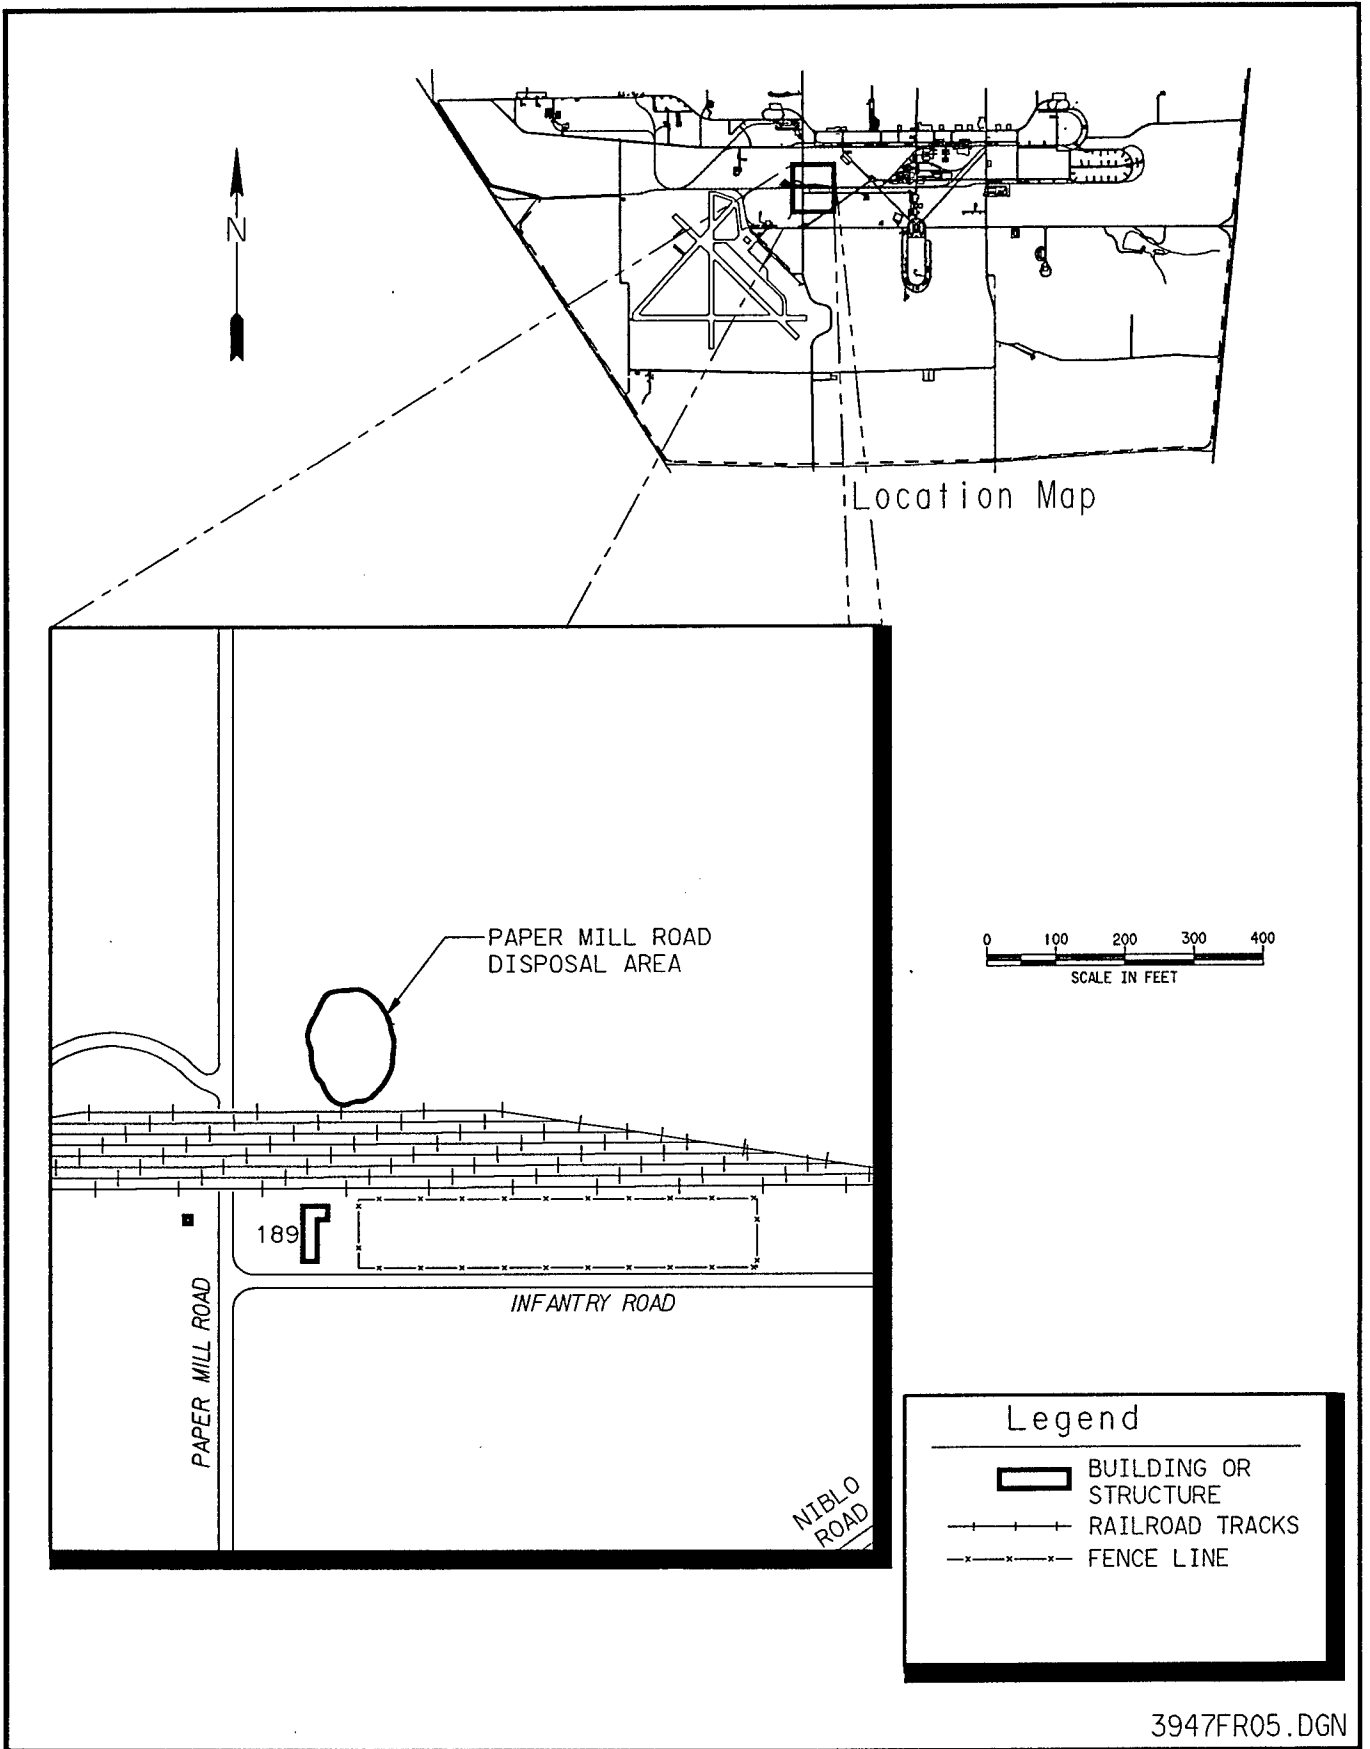 N
Location Map
PAPER MILL ROAD
DISPOSAL AREA
0 100 200 300 400
SCALE IN FEET
189
INFANTRY ROAD
PAPER MILL ROAD
NIBLO
ROAD
Legend
BUILDING OR
STRUCTURE
RAILROAD TRACKS
FENCE LINE
3947FR05.DGN